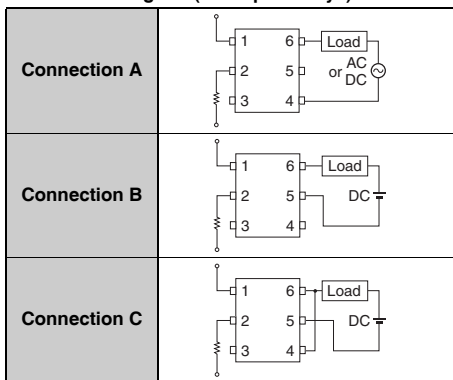 Connection A
1 6 Load
2 5 or AC
DC
3 4
Connection B
1 6 Load
2 5 DC
3 4
Connection C
1 6 Load
2 5 DC
3 4